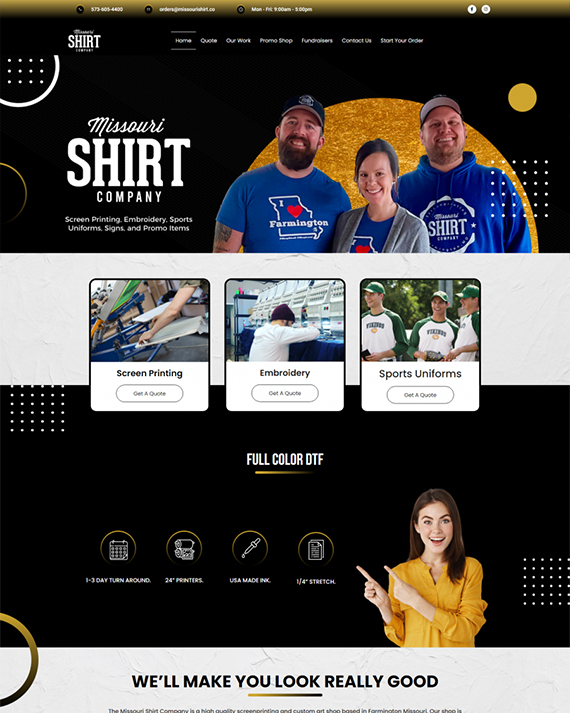 573-605-4400 orders@missourishirt.co Mon - Fri: 9:00am - 5:00pm
Missouri
SHIRT
COMPANY
Home Quote Our Work Promo Shop Fundraisers Contact Us Start Your Order
Missouri
SHIRT
COMPANY
Screen Printing, Embroidery, Sports
Uniforms, Signs, and Promo Items
I
Farmington
I
Farmington
Missouri
SHIRT
COMPANY
VIKINGS
VIKINGS
Screen Printing
Embroidery
Sports Uniforms
Get A Quote
Get A Quote
Get A Quote
FULL COLOR DTF
1-3 DAY TURN AROUND.
24" PRINTERS.
USA MADE INK.
1/4" STRETCH.
WE'LL MAKE YOU LOOK REALLY GOOD
The Missouri Shirt Company is a high quality screenprinting and custom art shop based in Farmington Missouri. Our shop is